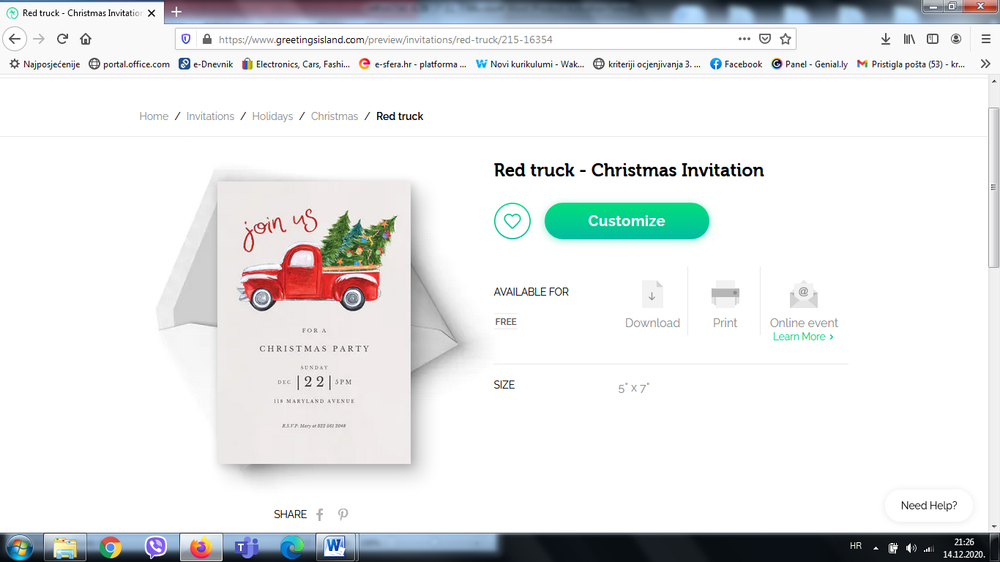 Red truck - Christmas Invitation
https://www.greetingsisland.com/preview/invitations/red-truck/215-16354
Najposjećenije portal.office.com e-Dnevnik Electronics, Cars, Fashi... e-sfera.hr - platforma ... Novi kurikulumi - Wak... kriteriji ocjenjivanja 3. ... Facebook Panel - Genial.ly Pristigla pošta (53) - kr...
Home / Invitations / Holidays / Christmas / Red truck
join us
FOR A
CHRISTMAS PARTY
SUNDAY
DEC |22| 5PM
118 MARYLAND AVENUE
R.S.V.P: Mary at 822 561 2048
SHARE
Red truck - Christmas Invitation
Customize
AVAILABLE FOR
FREE
Download
Print
Online event
Learn More >
SIZE 5" x 7"
Need Help?
HR
21:26
14.12.2020.